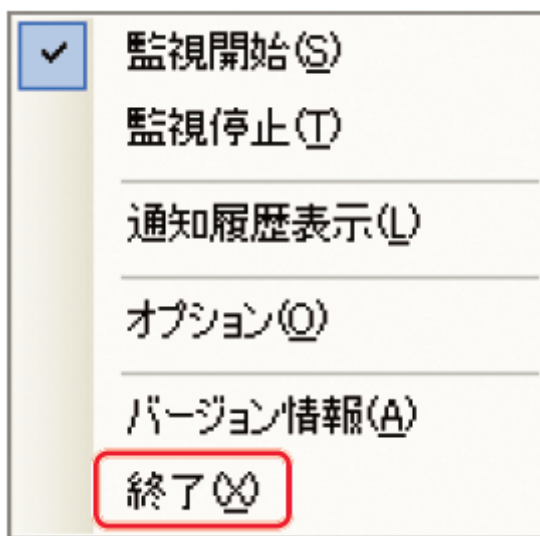 監視開始(S)
監視停止(T)
通知履歴表示(L)
オプション(O)
バージョン情報(A)
終了(X)